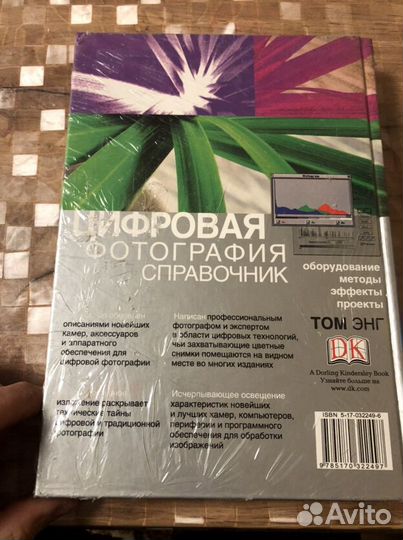 ЦИФРОВАЯ
ФОТОГРАФИЯ
СПРАВОЧНИК
оборудование
методы
эффекты
проекты
ТОМ ЭНГ
DK
A Dorling Kindersley Book
Узнайте больше на
www.dk.com
описаниями новейших
камер, аксессуаров
и аппаратного
обеспечения для
цифровой фотографии
Написан профессиональным
фотографом и экспертом
в области цифровых технологий,
чьи захватывающие цветные
снимки помещаются на видном
месте во многих изданиях
изложение раскрывает
технические тайны
цифровой и традиционной
фотографии
Исчерпывающее освещение
характеристик новейших
и лучших камер, компьютеров,
периферии и программного
обеспечения для обработки
изображений
ISBN 5-17-032249-6
9785170322497
Avito